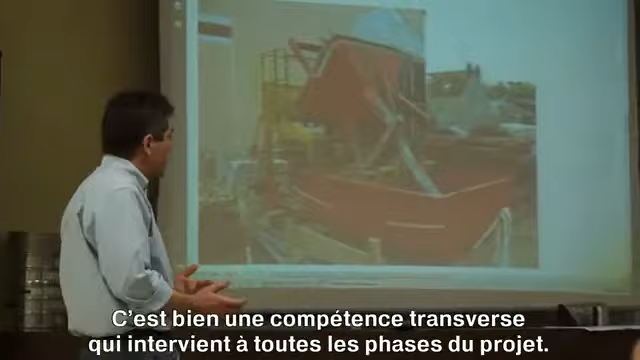 C'est bien une compétence transverse
qui intervient à toutes les phases du projet.